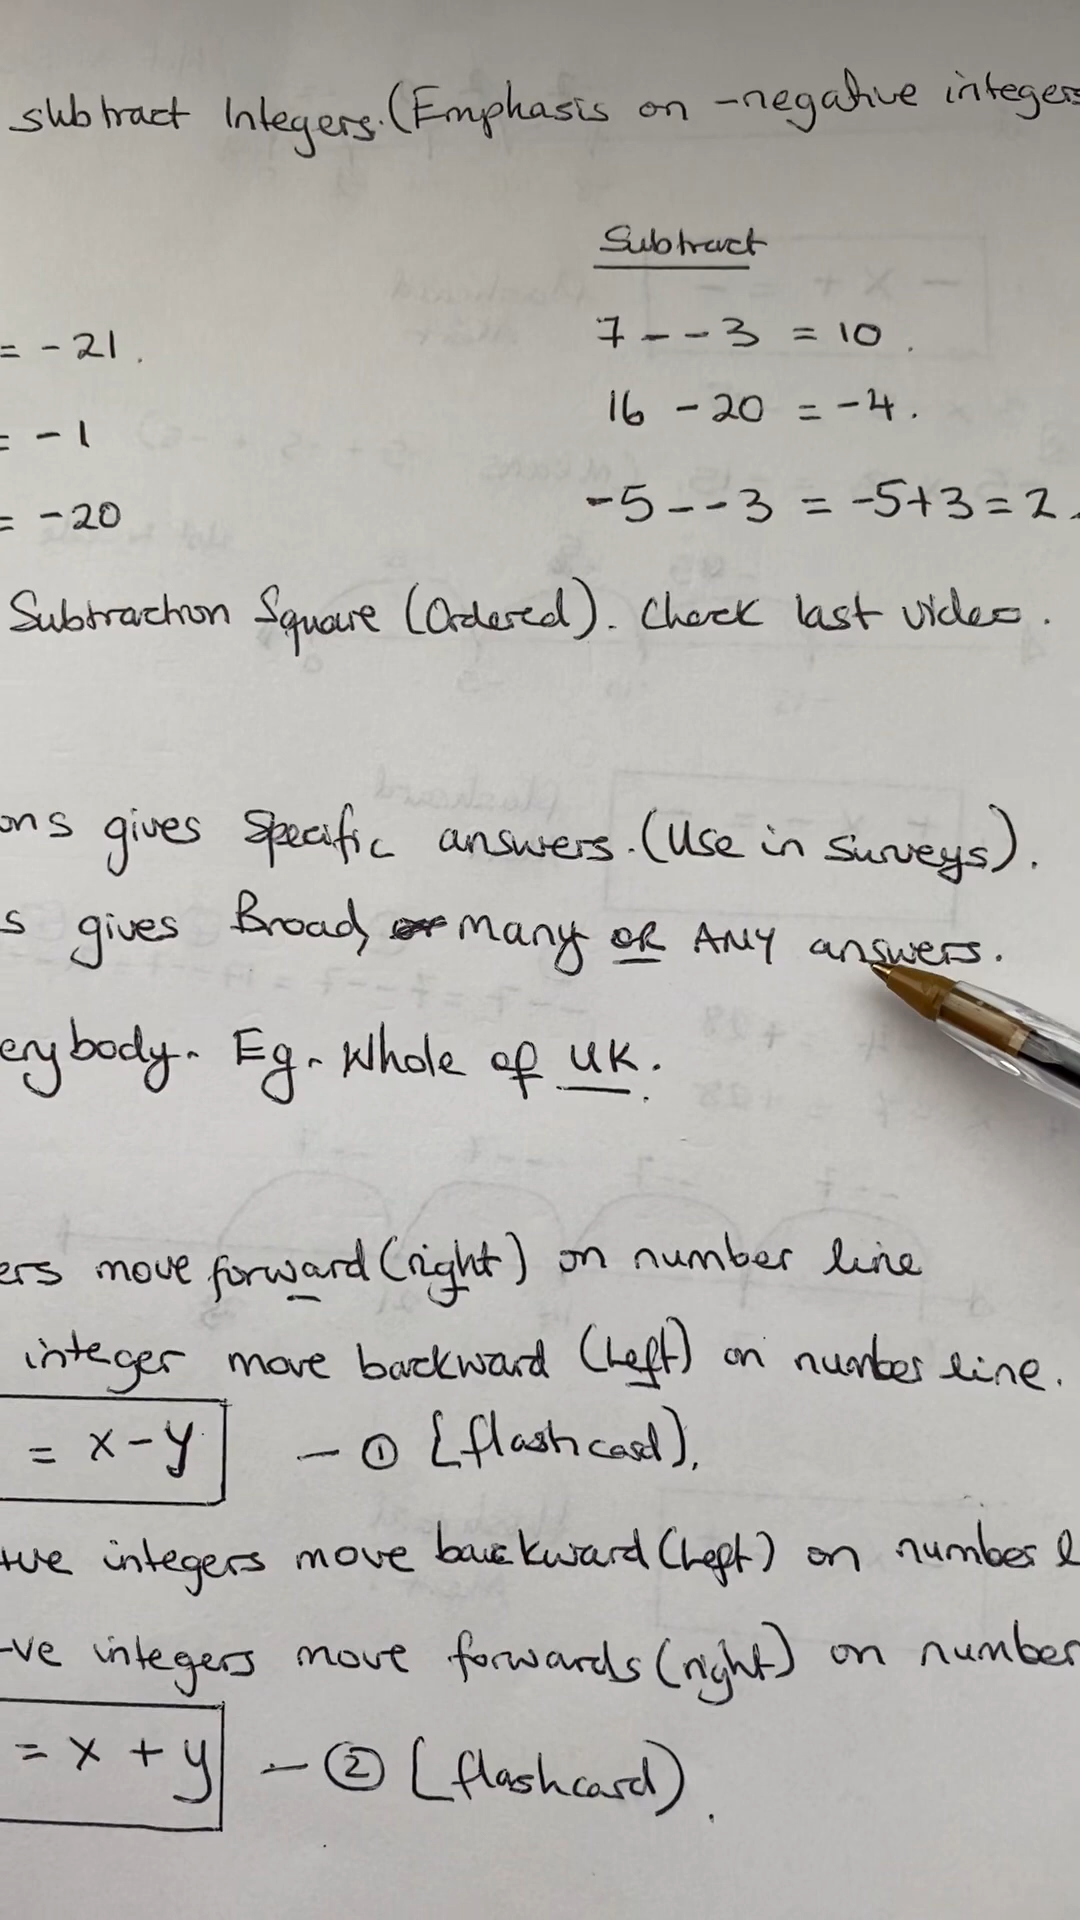 subtract Integers. (Emphasis on -negative integers
Subtract
= -21.
7 - - 3 = 10.
= -1
16 - 20 = -4.
= -20
-5 - - 3 = -5+3 = 2.
Subtraction Square (Ordered). Check last video.
ons gives specific answers. (Use in surveys).
s gives Broad, or many OR ANY answers.
erybody. Eg. Whole of UK.
ers move forward (right) on number line
integer move backward (left) on number line.
= x - y - ① [flashcard],
+ve integers move backward (left) on number l
-ve integers move forwards (right) on number
= x + y - ② [flashcard).